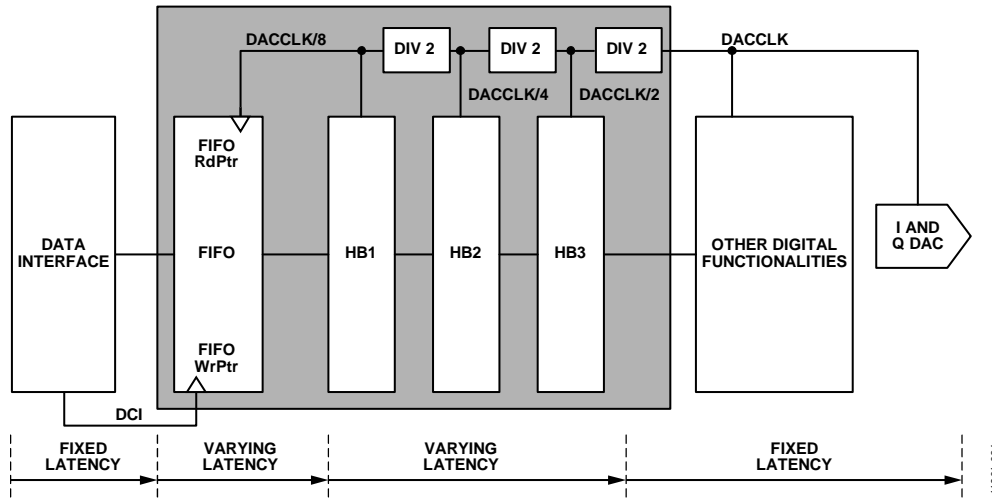 DACCLK/8
DIV 2
DIV 2
DIV 2
DACCLK
DACCLK/4
DACCLK/2
FIFO
RdPtr
DATA
INTERFACE
FIFO
HB1
HB2
HB3
OTHER DIGITAL
FUNCTIONALITIES
I AND
Q DAC
FIFO
WrPtr
DCI
FIXED
LATENCY
VARYING
LATENCY
VARYING
LATENCY
FIXED
LATENCY